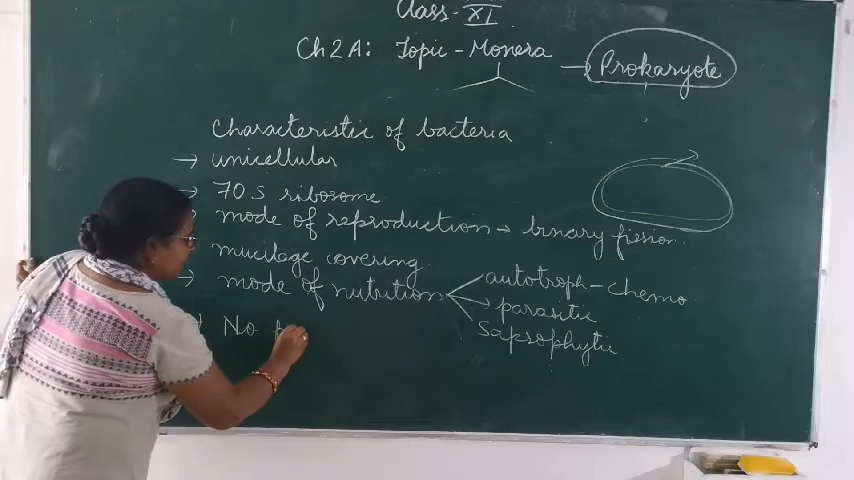 Class-XI
Ch2A: Topic-Monera → Prokaryote
Characteristic of bacteria
→ unicellular
→ 70 S ribosome
mode of reproduction → binary fission
mucilage covering
→ mode of nutrition
autotroph-chemo
→ parasitic
Sapsophytic
→ No